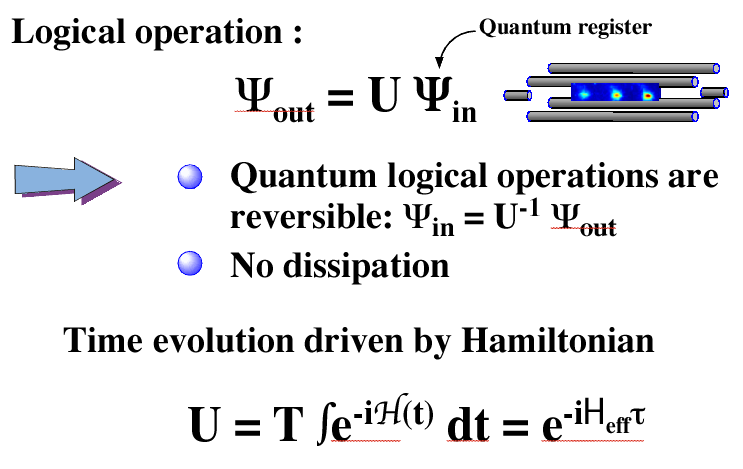 Logical operation :
Quantum register
Ψout = U Ψin
Quantum logical operations are
reversible: Ψin = U-1 Ψout
No dissipation
Time evolution driven by Hamiltonian
U = T ∫e-iℋ(t) dt = e-iHeffτ